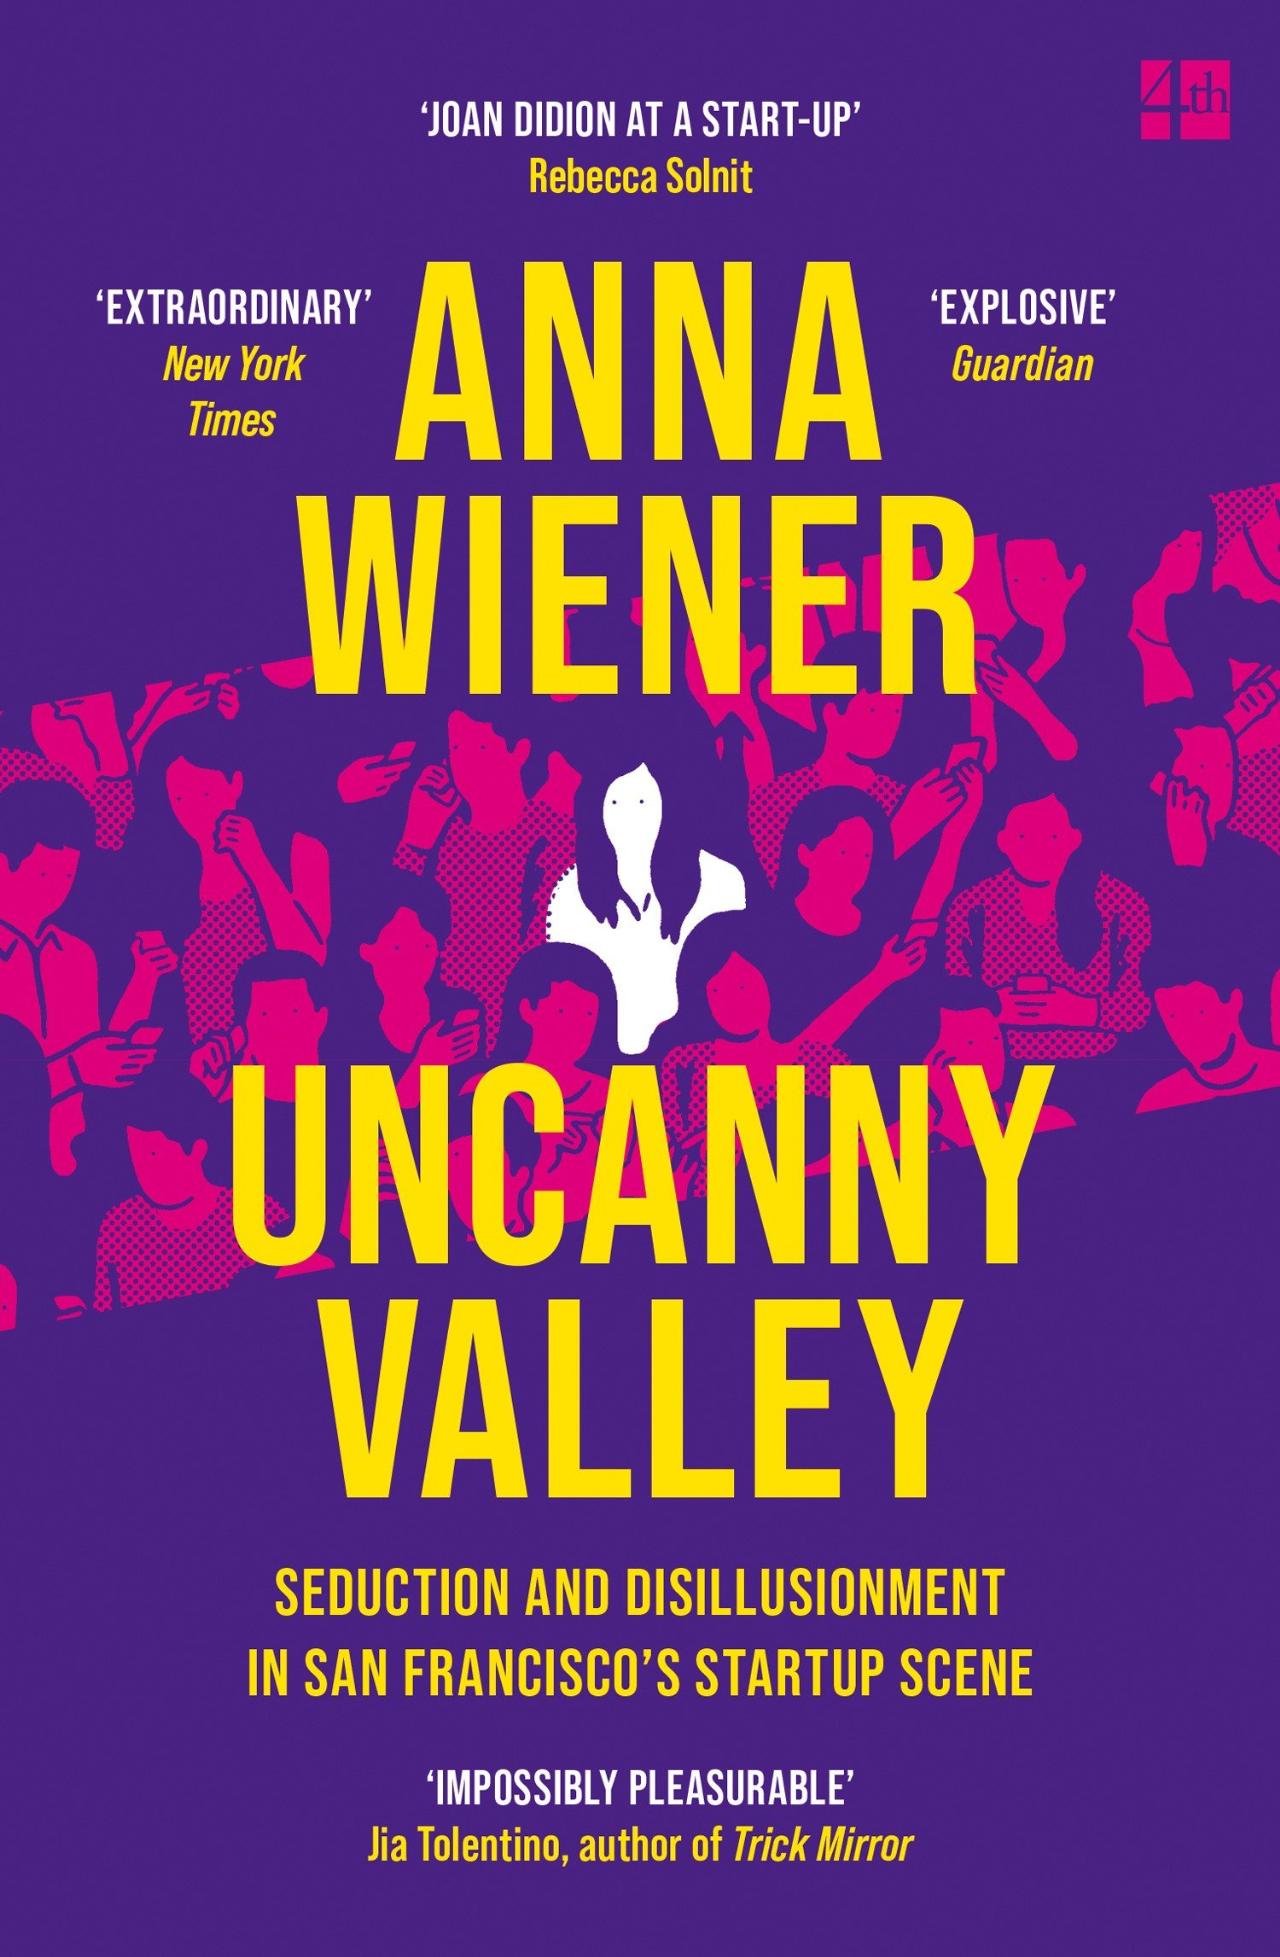 ‘JOAN DIDION AT A START-UP’
Rebecca Solnit
4th
‘EXTRAORDINARY’
New York
Times
ANNA
‘EXPLOSIVE’
Guardian
WIENER
UNCANNY
VALLEY
SEDUCTION AND DISILLUSIONMENT
IN SAN FRANCISCO’S STARTUP SCENE
‘IMPOSSIBLY PLEASURABLE’
Jia Tolentino, author of Trick Mirror